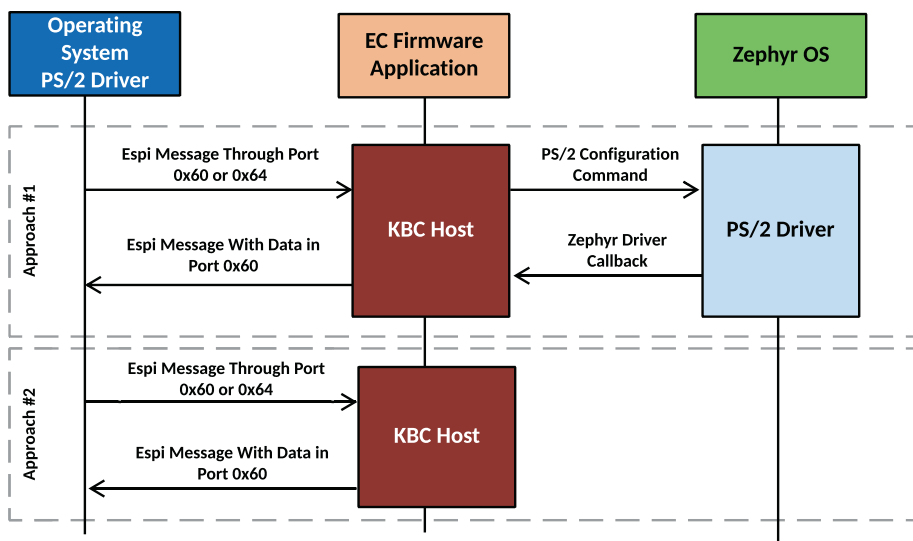 Operating
System
PS/2 Driver
EC Firmware
Application
Zephyr OS
Approach #1
Espi Message Through Port
0x60 or 0x64
KBC Host
PS/2 Configuration
Command
PS/2 Driver
Espi Message With Data in
Port 0x60
Zephyr Driver
Callback
Approach #2
Espi Message Through Port
0x60 or 0x64
KBC Host
Espi Message With Data in
Port 0x60